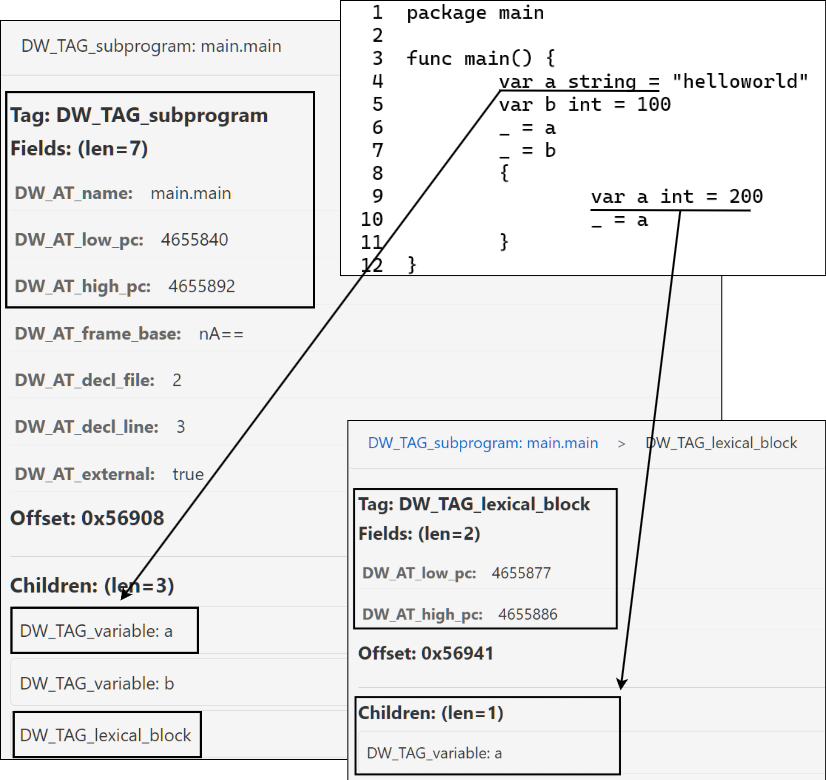 DW_TAG_subprogram: main.main
Tag: DW_TAG_subprogram
Fields: (len=7)
DW_AT_name: main.main
DW_AT_low_pc: 4655840
DW_AT_high_pc: 4655892
DW_AT_frame_base: nA==
DW_AT_decl_file: 2
DW_AT_decl_line: 3
DW_AT_external: true
Offset: 0x56908
Children: (len=3)
DW_TAG_variable: a
DW_TAG_variable: b
DW_TAG_lexical_block
1 package main
2
3 func main() {
4 var a string = "helloworld"
5 var b int = 100
6 _ = a
7 _ = b
8 {
9 var a int = 200
10 _ = a
11 }
12 }
DW_TAG_subprogram: main.main > DW_TAG_lexical_block
Tag: DW_TAG_lexical_block
Fields: (len=2)
DW_AT_low_pc: 4655877
DW_AT_high_pc: 4655886
Offset: 0x56941
Children: (len=1)
DW_TAG_variable: a